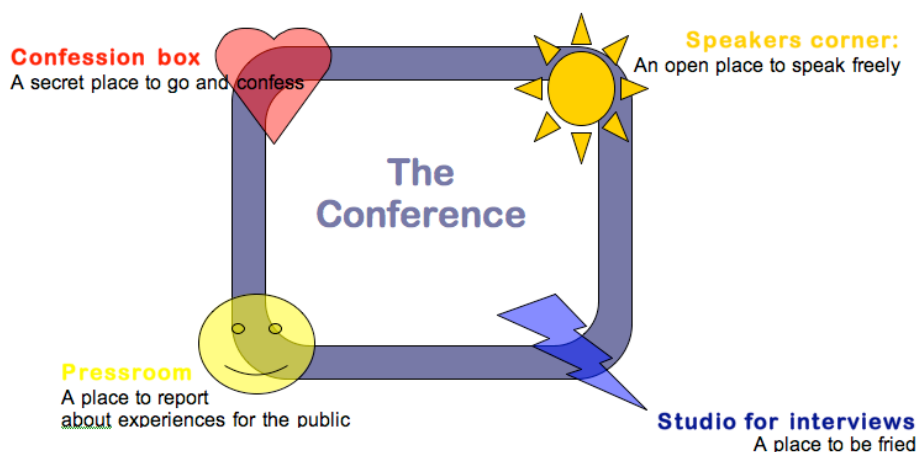 Confession box
A secret place to go and confess
Speakers corner:
An open place to speak freely
The
Conference
Pressroom
A place to report
about experiences for the public
Studio for interviews
A place to be fried